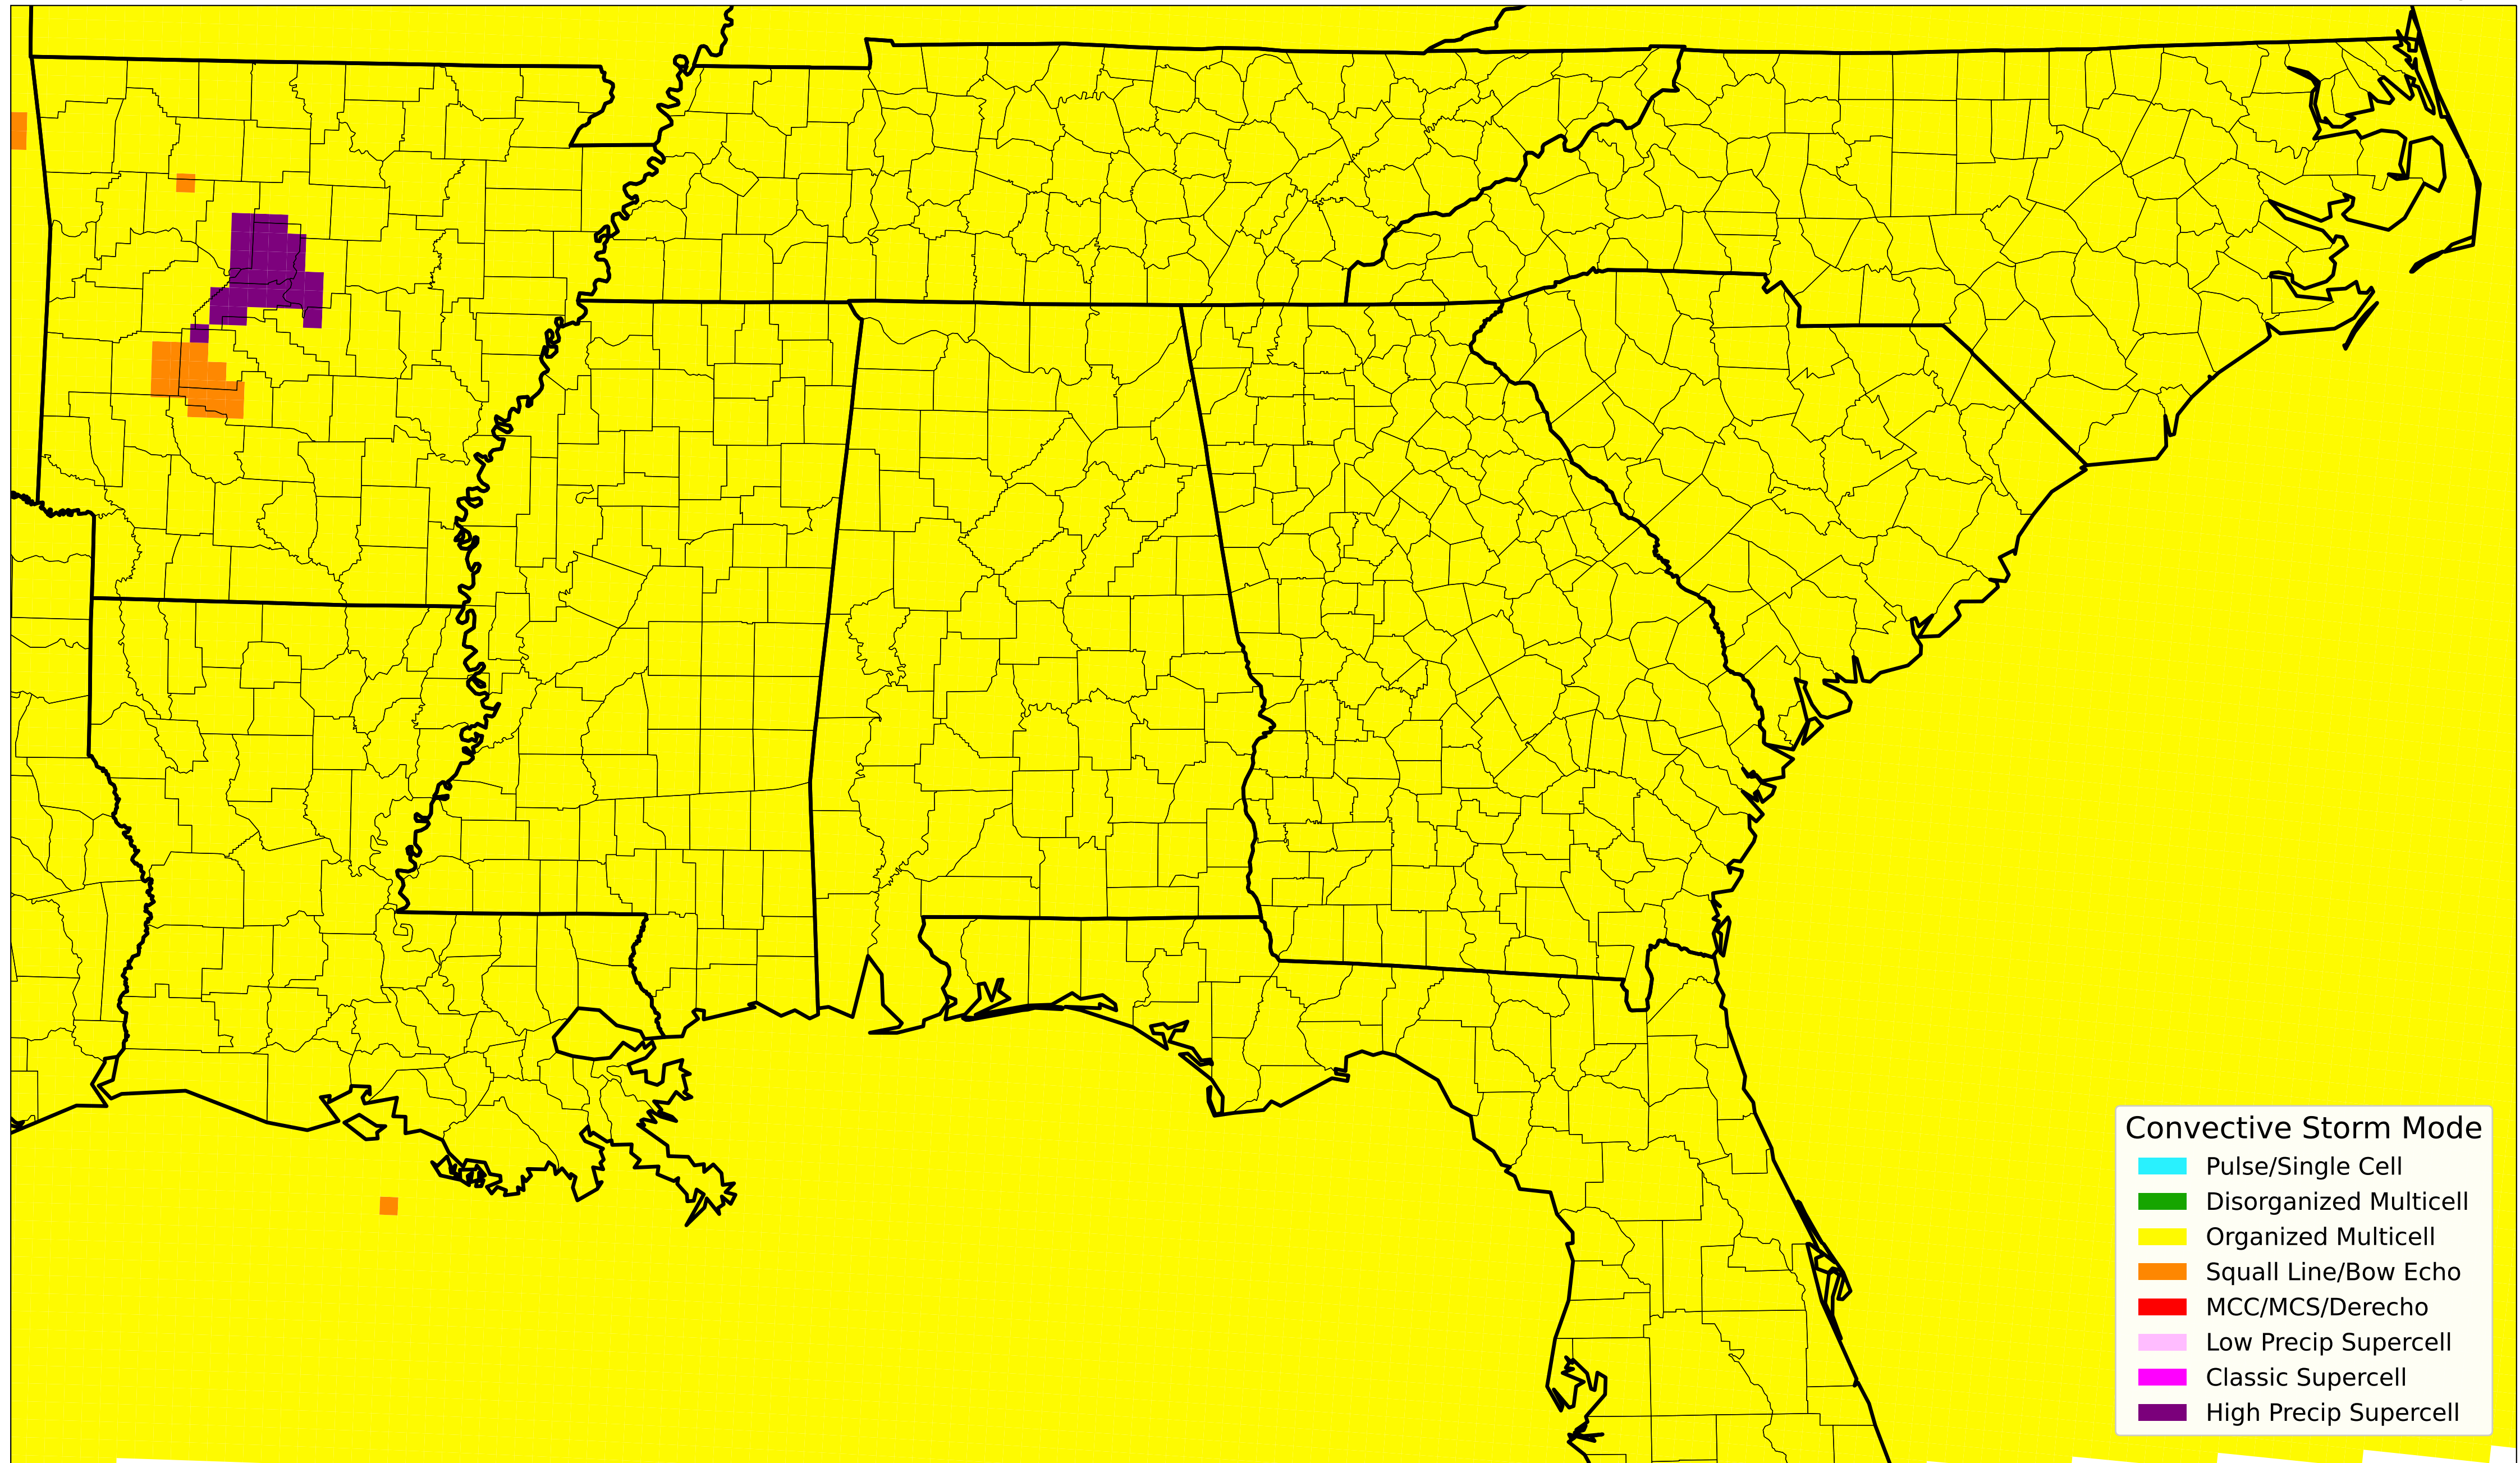 Convective Storm Mode
Pulse/Single Cell
Disorganized Multicell
Organized Multicell
Squall Line/Bow Echo
MCC/MCS/Derecho
Low Precip Supercell
Classic Supercell
High Precip Supercell